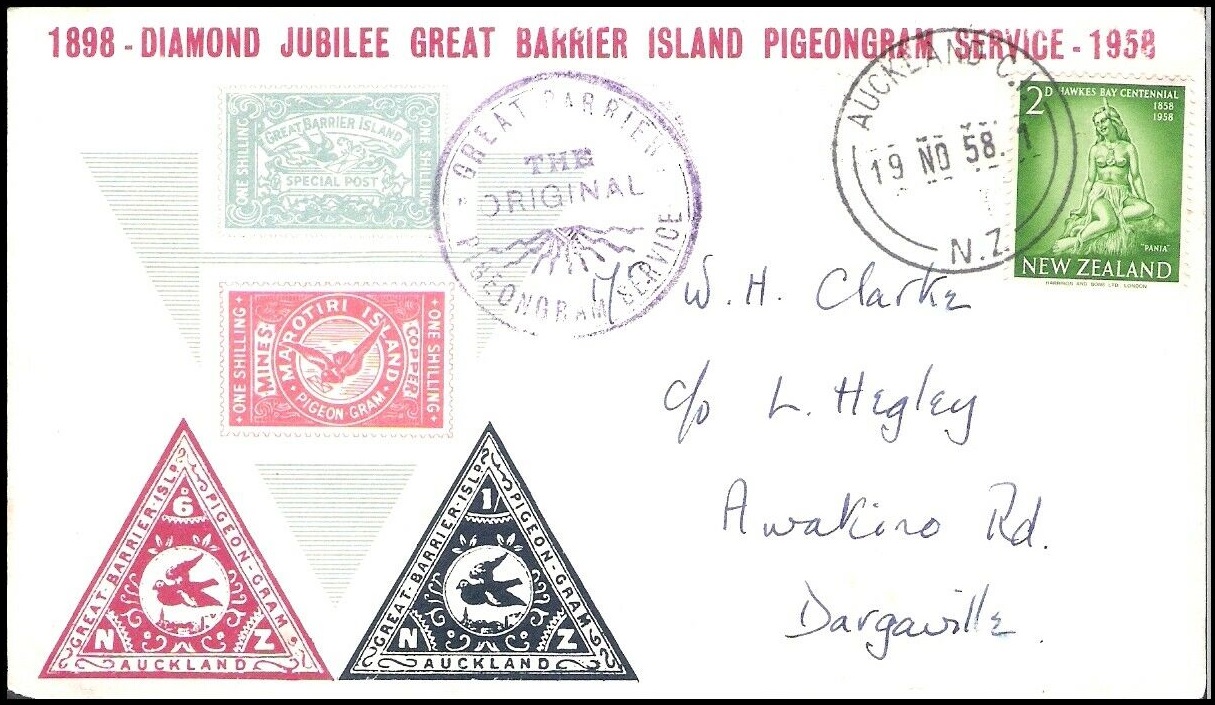 1898 - DIAMOND JUBILEE GREAT BARRIER ISLAND PIGEONGRAM SERVICE - 1958
ONE SHILLING
GREAT BARRIER ISLAND
SPECIAL POST
ONE SHILLING
GREAT BARRIER
THE
ORIGINAL
PIGEONGRAM SERVICE
AUCKLAND C.
19 NO 58. 1
N.Z.
2D HAWKES BAY CENTENNIAL
1858
1958
"PANIA"
NEW ZEALAND
HARRISON AND SONS LTD. LONDON
• ONE SHILLING •
MINES
MAROTIRI ISLAND
• PIGEON-GRAM •
COPPER
• ONE SHILLING •
W. H. Clarke
c/o L. Hegley
Awakino Rd.
Dargaville.
GREAT-BARRIER-ISLD
6
PIGEON-GRAM
N Z
AUCKLAND
GREAT-BARRIER-ISLD
1
PIGEON-GRAM
N Z
AUCKLAND